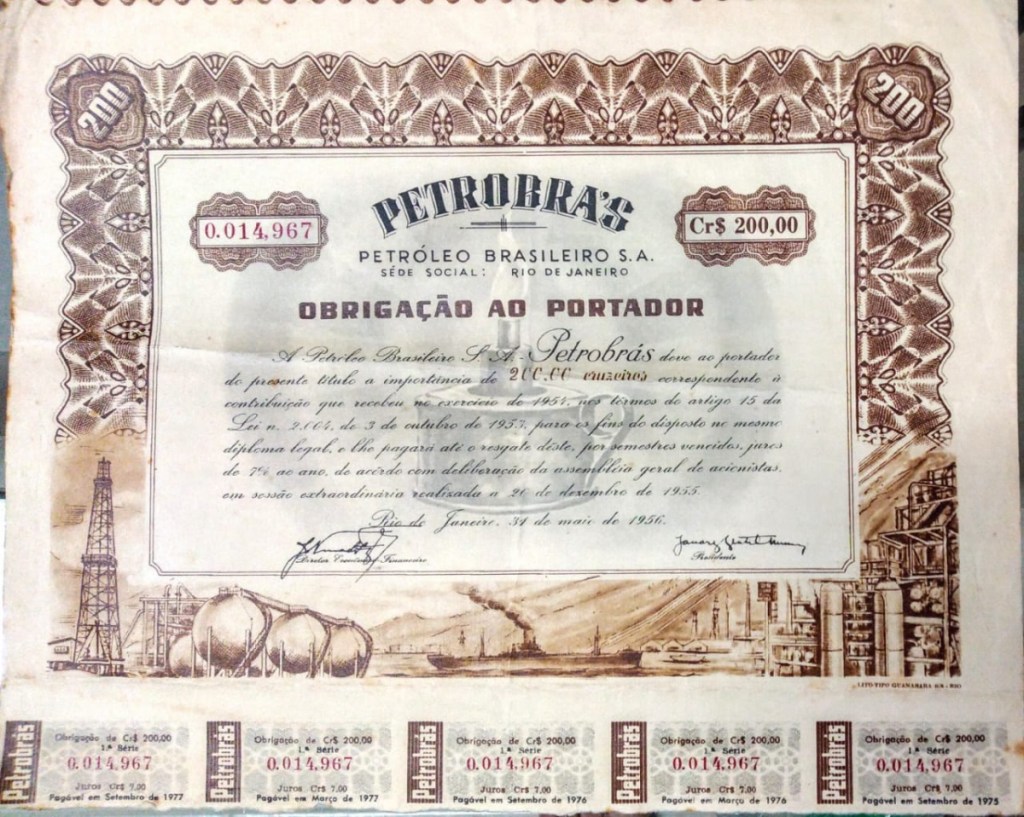 200
200
PETROBRA'S
0.014,967
Cr$ 200,00
PETRÓLEO BRASILEIRO S.A.
SÉDE SOCIAL: RIO DE JANEIRO
OBRIGAÇÃO AO PORTADOR
A Petróleo Brasileiro S. A.- Petrobrás deve ao portador
do presente título a importância de 200,00 cruzeiros correspondente à
contribuição que recebeu no exercício de 1954, nos têrmos do artigo 15 da
Lei n. 2.004, de 3 de outubro de 1953, para os fins do disposto no mesmo
diploma legal, e lhe pagará até o resgate dêste, por semestres vencidos, juros
de 7% ao ano, de acôrdo com deliberação da assembléia geral de acionistas,
em sessão extraordinária realizada a 20 de dezembro de 1955.
Rio de Janeiro, 31 de maio de 1956.
Diretor Econômico Financeiro
Presidente
LITO-TIPO GUANABARA S/A - RIO
Petrobrás
Obrigação de Cr$ 200,00
1.ª Série
0.014,967
Juros Cr$ 7,00
Pagável em Setembro de 1977
Petrobrás
Obrigação de Cr$ 200,00
1.ª Série
0.014,967
Juros Cr$ 7,00
Pagável em Março de 1977
Petrobrás
Obrigação de Cr$ 200,00
1.ª Série
0.014,967
Juros Cr$ 7,00
Pagável em Setembro de 1976
Petrobrás
Obrigação de Cr$ 200,00
1.ª Série
0.014,967
Juros Cr$ 7,00
Pagável em Março de 1976
Petrobrás
Obrigação de Cr$ 200,00
1.ª Série
0.014,967
Juros Cr$ 7,00
Pagável em Setembro de 1975